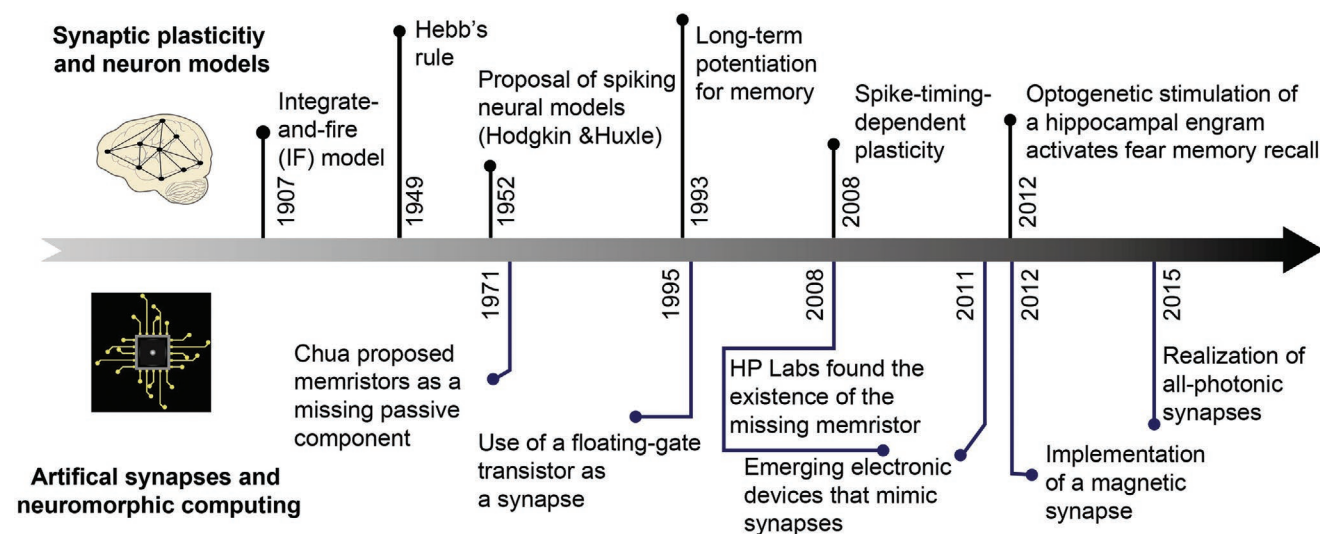 Synaptic plasticitiy
and neuron models
Integrate-
and-fire
(IF) model
1907
Hebb's
rule
1949
Proposal of spiking
neural models
(Hodgkin &Huxle)
1952
Long-term
potentiation
for memory
1993
Spike-timing-
dependent
plasticity
2008
Optogenetic stimulation of
a hippocampal engram
activates fear memory recall
2012
Artifical synapses and
neuromorphic computing
1971
Chua proposed
memristors as a
missing passive
component
1995
Use of a floating-gate
transistor as
a synapse
2008
HP Labs found the
existence of the
missing memristor
2011
Emerging electronic
devices that mimic
synapses
2012
Implementation
of a magnetic
synapse
2015
Realization of
all-photonic
synapses